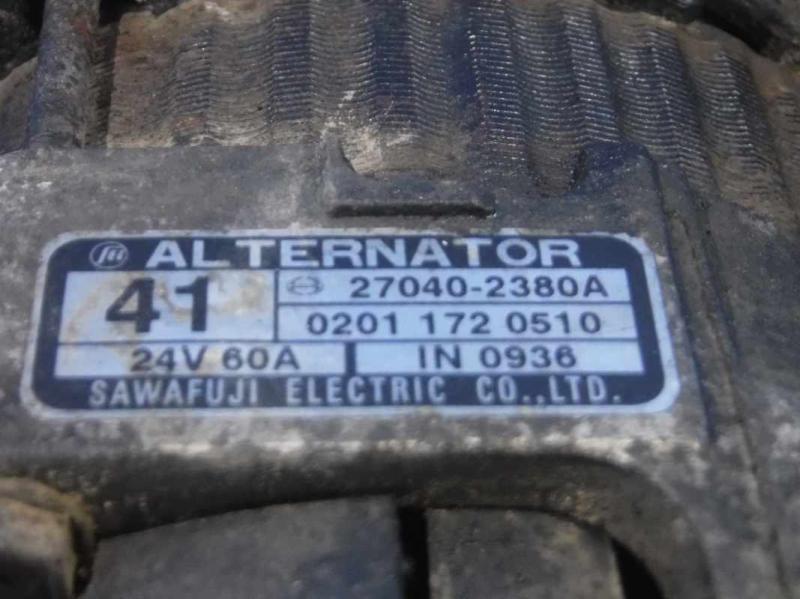 ALTERNATOR
41
27040-2380A
0201 172 0510
24V 60A
IN 0936
SAWAFUJI ELECTRIC CO.,LTD.